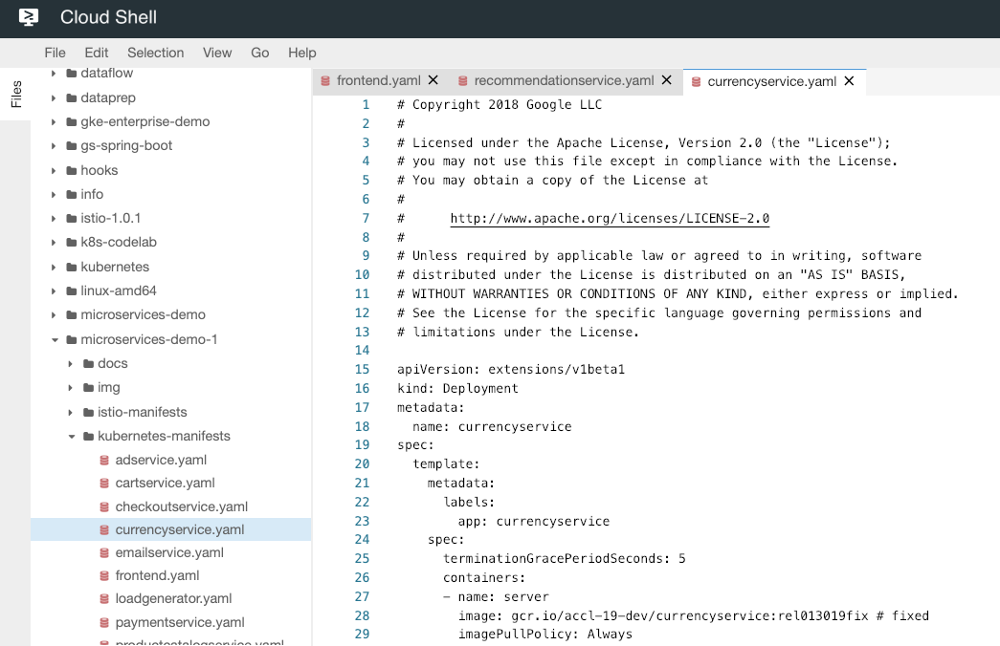 Cloud Shell
File Edit Selection View Go Help
Files
dataflow
dataprep
gke-enterprise-demo
gs-spring-boot
hooks
info
istio-1.0.1
k8s-codelab
kubernetes
linux-amd64
microservices-demo
microservices-demo-1
docs
img
istio-manifests
kubernetes-manifests
adservice.yaml
cartservice.yaml
checkoutservice.yaml
currencyservice.yaml
emailservice.yaml
frontend.yaml
loadgenerator.yaml
paymentservice.yaml
productcatalogservice.yaml
frontend.yaml recommendationservice.yaml currencyservice.yaml
1 # Copyright 2018 Google LLC
2 #
3 # Licensed under the Apache License, Version 2.0 (the "License");
4 # you may not use this file except in compliance with the License.
5 # You may obtain a copy of the License at
6 #
7 # http://www.apache.org/licenses/LICENSE-2.0
8 #
9 # Unless required by applicable law or agreed to in writing, software
10 # distributed under the License is distributed on an "AS IS" BASIS,
11 # WITHOUT WARRANTIES OR CONDITIONS OF ANY KIND, either express or implied.
12 # See the License for the specific language governing permissions and
13 # limitations under the License.
14
15 apiVersion: extensions/v1beta1
16 kind: Deployment
17 metadata:
18 name: currencyservice
19 spec:
20 template:
21 metadata:
22 labels:
23 app: currencyservice
24 spec:
25 terminationGracePeriodSeconds: 5
26 containers:
27 - name: server
28 image: gcr.io/accl-19-dev/currencyservice:rel013019fix # fixed
29 imagePullPolicy: Always